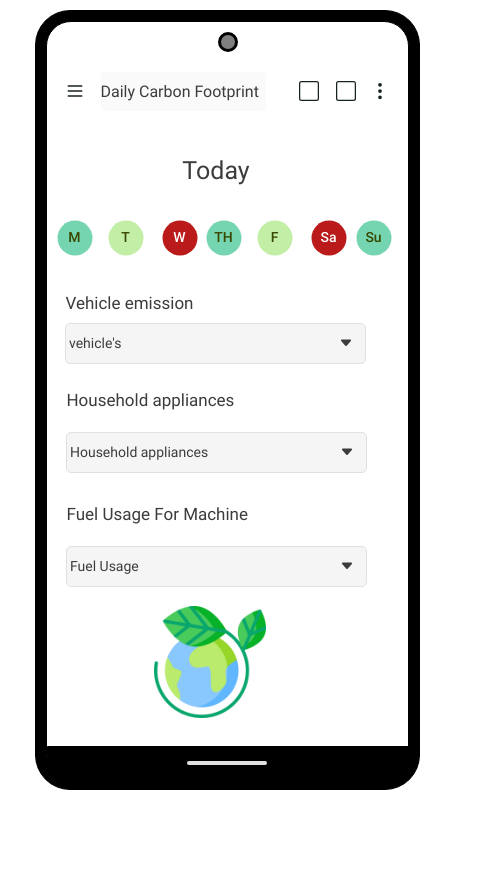 Daily Carbon Footprint
Today
M T W TH F Sa Su
Vehicle emission
vehicle's
Household appliances
Household appliances
Fuel Usage For Machine
Fuel Usage